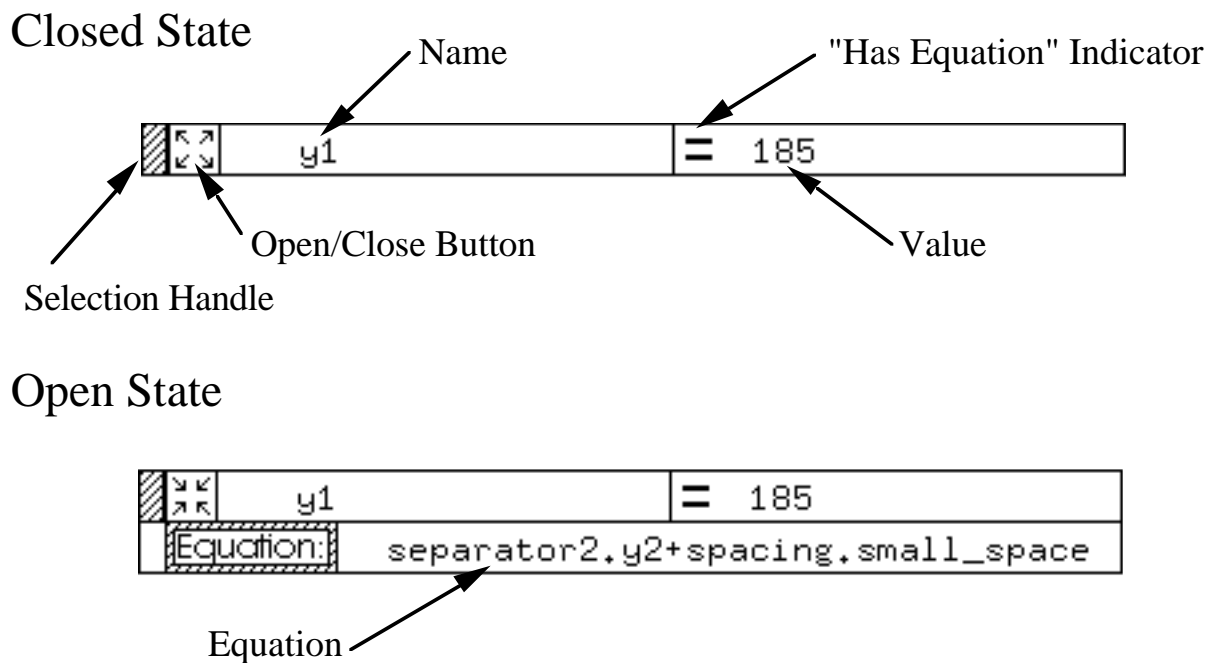 Closed State
Name
"Has Equation" Indicator
y1 = 185
Open/Close Button
Value
Selection Handle
Open State
y1 = 185
Equation: separator2.y2+spacing.small_space
Equation